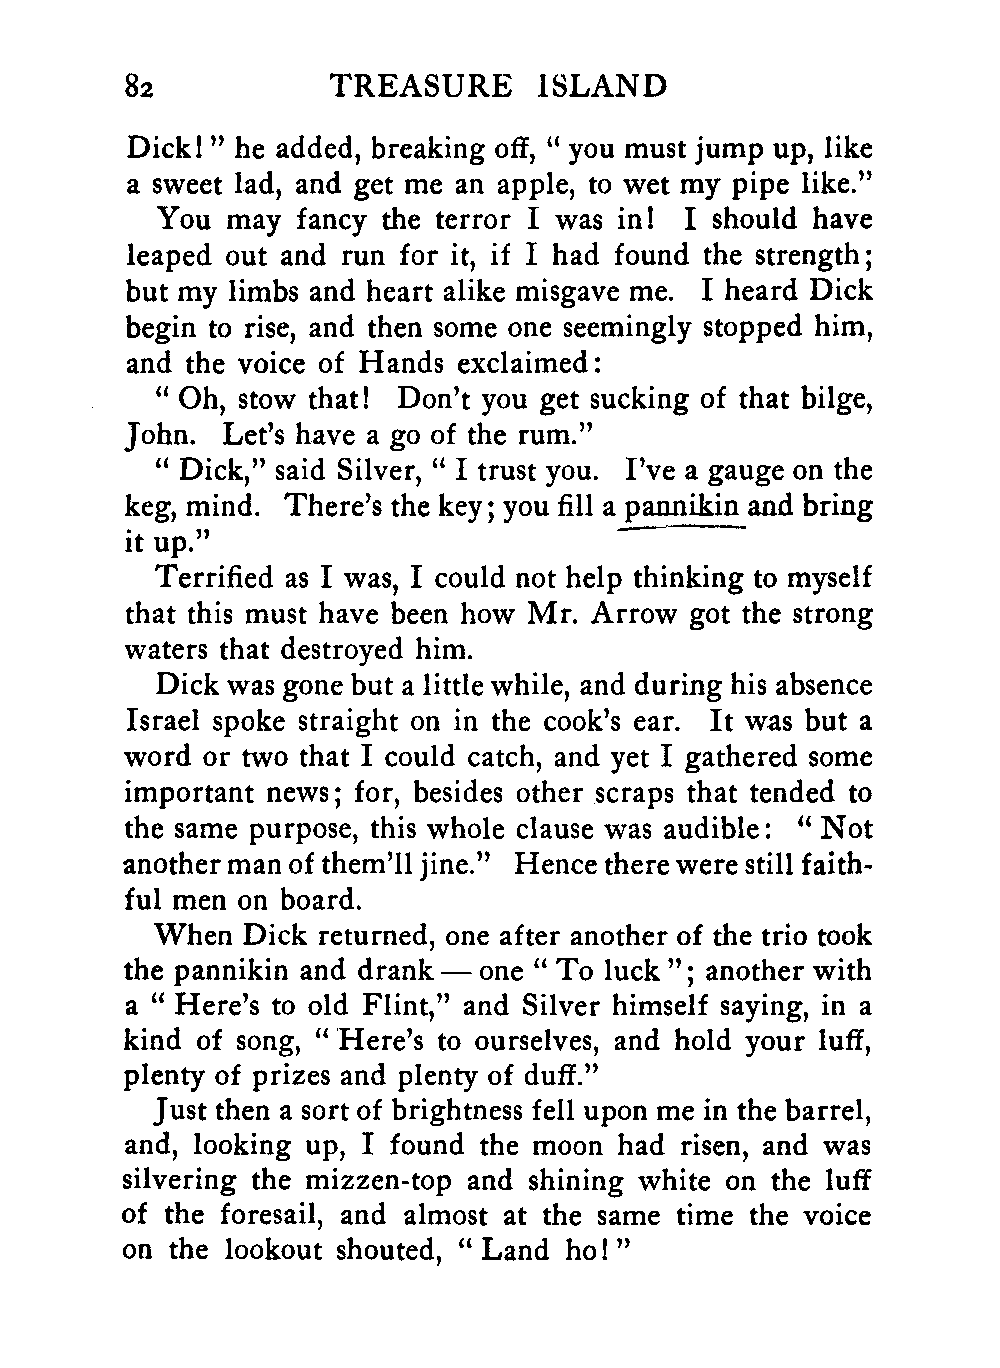 82 TREASURE ISLAND
Dick!" he added, breaking off, "you must jump up, like
a sweet lad, and get me an apple, to wet my pipe like."
You may fancy the terror I was in! I should have
leaped out and run for it, if I had found the strength;
but my limbs and heart alike misgave me. I heard Dick
begin to rise, and then some one seemingly stopped him,
and the voice of Hands exclaimed:
"Oh, stow that! Don't you get sucking of that bilge,
John. Let's have a go of the rum."
"Dick," said Silver, "I trust you. I've a gauge on the
keg, mind. There's the key; you fill a pannikin and bring
it up."
Terrified as I was, I could not help thinking to myself
that this must have been how Mr. Arrow got the strong
waters that destroyed him.
Dick was gone but a little while, and during his absence
Israel spoke straight on in the cook's ear. It was but a
word or two that I could catch, and yet I gathered some
important news; for, besides other scraps that tended to
the same purpose, this whole clause was audible: "Not
another man of them'll jine." Hence there were still faith-
ful men on board.
When Dick returned, one after another of the trio took
the pannikin and drank — one "To luck"; another with
a "Here's to old Flint," and Silver himself saying, in a
kind of song, "Here's to ourselves, and hold your luff,
plenty of prizes and plenty of duff."
Just then a sort of brightness fell upon me in the barrel,
and, looking up, I found the moon had risen, and was
silvering the mizzen-top and shining white on the luff
of the foresail, and almost at the same time the voice
on the lookout shouted, "Land ho!"